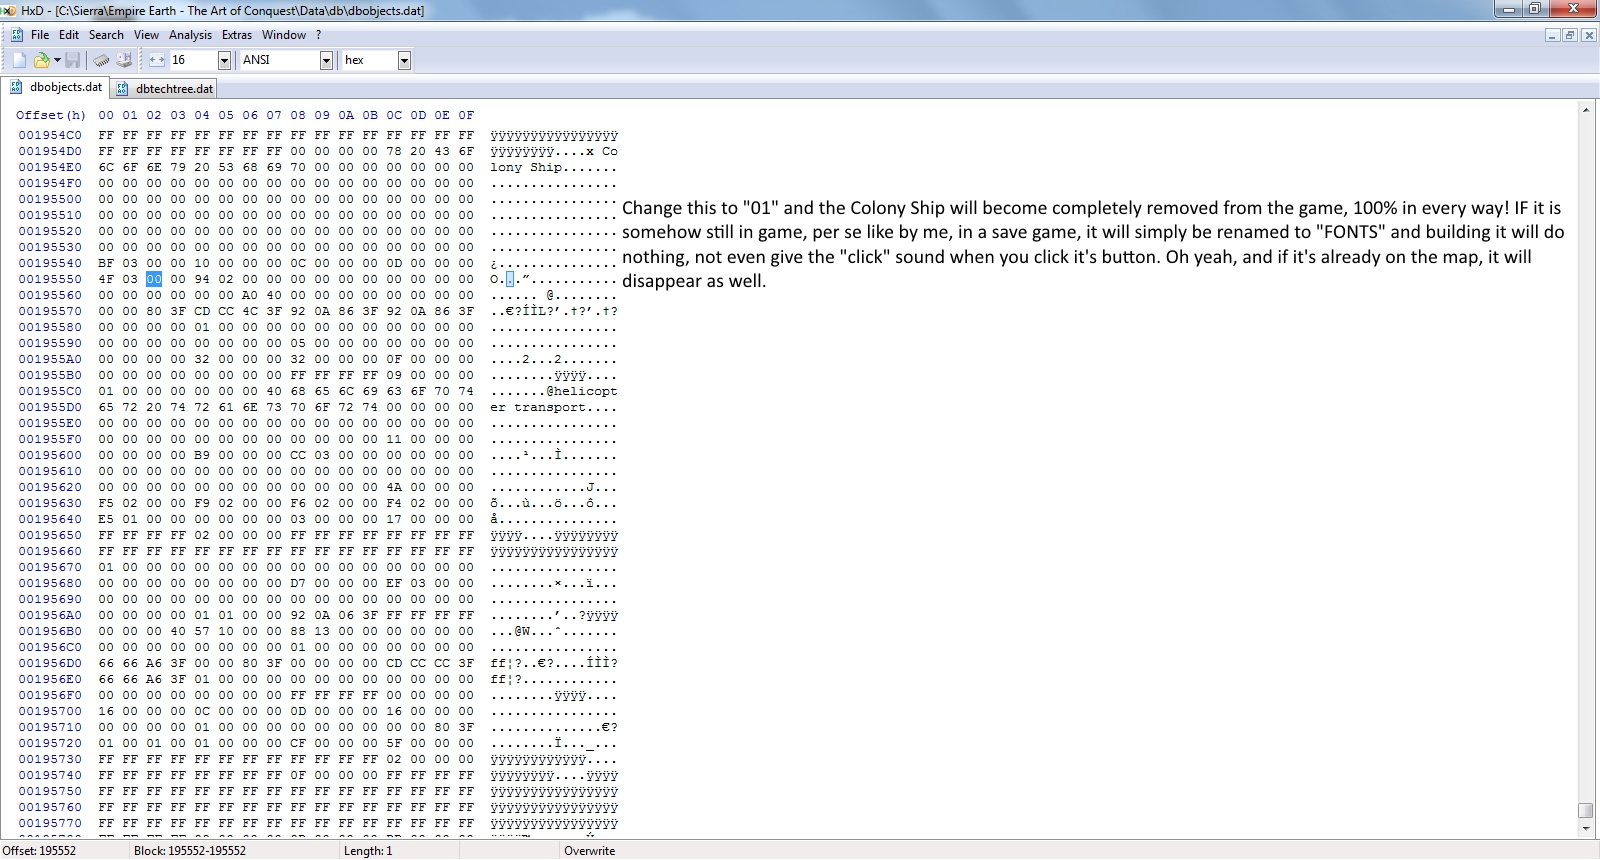 HxD - [C:\Sierra\Empire Earth - The Art of Conquest\Data\db\dbobjects.dat]
File Edit Search View Analysis Extras Window ?
16 ANSI hex
dbobjects.dat dbtechtree.dat
Offset(h) 00 01 02 03 04 05 06 07 08 09 0A 0B 0C 0D 0E 0F
001954C0 FF FF FF FF FF FF FF FF FF FF FF FF FF FF FF FF ÿÿÿÿÿÿÿÿÿÿÿÿÿÿÿÿ
001954D0 FF FF FF FF FF FF FF FF 00 00 00 00 78 20 43 6F ÿÿÿÿÿÿÿÿ....x Co
001954E0 6C 6F 6E 79 20 53 68 69 70 00 00 00 00 00 00 00 lony Ship.......
001954F0 00 00 00 00 00 00 00 00 00 00 00 00 00 00 00 00 ................
00195500 00 00 00 00 00 00 00 00 00 00 00 00 00 00 00 00 ................
00195510 00 00 00 00 00 00 00 00 00 00 00 00 00 00 00 00 ................
00195520 00 00 00 00 00 00 00 00 00 00 00 00 00 00 00 00 ................
00195530 00 00 00 00 00 00 00 00 00 00 00 00 00 00 00 00 ................
00195540 BF 03 00 00 10 00 00 00 0C 00 00 00 0D 00 00 00 ¿...............
00195550 4F 03 00 00 94 02 00 00 00 00 00 00 00 00 00 00 O...”...........
00195560 00 00 00 00 00 00 A0 40 00 00 00 00 00 00 00 00 ...... @........
00195570 00 00 80 3F CD CC 4C 3F 92 0A 86 3F 92 0A 86 3F ..€?ÍÌL?’.†?’.†?
00195580 00 00 00 00 01 00 00 00 00 00 00 00 00 00 00 00 ................
00195590 00 00 00 00 00 00 00 00 05 00 00 00 00 00 00 00 ................
001955A0 00 00 00 00 32 00 00 00 32 00 00 00 0F 00 00 00 ....2...2.......
001955B0 00 00 00 00 00 00 00 00 FF FF FF FF 09 00 00 00 ........ÿÿÿÿ....
001955C0 01 00 00 00 00 00 00 40 68 65 6C 69 63 6F 70 74 .......@helicopt
001955D0 65 72 20 74 72 61 6E 73 70 6F 72 74 00 00 00 00 er transport....
001955E0 00 00 00 00 00 00 00 00 00 00 00 00 00 00 00 00 ................
001955F0 00 00 00 00 00 00 00 00 00 00 00 00 11 00 00 00 ................
00195600 00 00 00 00 B9 00 00 00 CC 03 00 00 00 00 00 00 ....¹...Ì.......
00195610 00 00 00 00 00 00 00 00 00 00 00 00 00 00 00 00 ................
00195620 00 00 00 00 00 00 00 00 00 00 00 00 4A 00 00 00 ............J...
00195630 F5 02 00 00 F9 02 00 00 F6 02 00 00 F4 02 00 00 õ...ù...ö...ô...
00195640 E5 01 00 00 00 00 00 00 03 00 00 00 17 00 00 00 å...............
00195650 FF FF FF FF 02 00 00 00 FF FF FF FF FF FF FF FF ÿÿÿÿ....ÿÿÿÿÿÿÿÿ
00195660 FF FF FF FF FF FF FF FF FF FF FF FF FF FF FF FF ÿÿÿÿÿÿÿÿÿÿÿÿÿÿÿÿ
00195670 01 00 00 00 00 00 00 00 00 00 00 00 00 00 00 00 ................
00195680 00 00 00 00 00 00 00 00 D7 00 00 00 EF 03 00 00 ........×...ï...
00195690 00 00 00 00 00 00 00 00 00 00 00 00 00 00 00 00 ................
001956A0 00 00 00 00 01 01 00 00 92 0A 06 3F FF FF FF FF ........’..?ÿÿÿÿ
001956B0 00 00 00 40 57 10 00 00 88 13 00 00 00 00 00 00 ...@W...ˆ.......
001956C0 00 00 00 00 00 00 00 00 01 00 00 00 00 00 00 00 ................
001956D0 66 66 A6 3F 00 00 80 3F 00 00 00 00 CD CC CC 3F ff¦?..€?....ÍÌÌ?
001956E0 66 66 A6 3F 01 00 00 00 00 00 00 00 00 00 00 00 ff¦?............
001956F0 00 00 00 00 00 00 00 00 FF FF FF FF 00 00 00 00 ........ÿÿÿÿ....
00195700 16 00 00 00 0C 00 00 00 0D 00 00 00 16 00 00 00 ................
00195710 00 00 00 00 01 00 00 00 00 00 00 00 00 00 80 3F ..............€?
00195720 01 00 01 00 01 00 00 00 CF 00 00 00 5F 00 00 00 ........Ï..._...
00195730 FF FF FF FF FF FF FF FF FF FF FF FF 02 00 00 00 ÿÿÿÿÿÿÿÿÿÿÿÿ....
00195740 FF FF FF FF FF FF FF FF 0F 00 00 00 FF FF FF FF ÿÿÿÿÿÿÿÿ....ÿÿÿÿ
00195750 FF FF FF FF FF FF FF FF FF FF FF FF FF FF FF FF ÿÿÿÿÿÿÿÿÿÿÿÿÿÿÿÿ
00195760 FF FF FF FF FF FF FF FF FF FF FF FF FF FF FF FF ÿÿÿÿÿÿÿÿÿÿÿÿÿÿÿÿ
00195770 FF FF FF FF FF FF FF FF FF FF FF FF FF FF FF FF ÿÿÿÿÿÿÿÿÿÿÿÿÿÿÿÿ
Change this to "01" and the Colony Ship will become completely removed from the game, 100% in every way! IF it is
somehow still in game, per se like by me, in a save game, it will simply be renamed to "FONTS" and building it will do
nothing, not even give the "click" sound when you click it's button. Oh yeah, and if it's already on the map, it will
disappear as well.
Offset: 195552 Block: 195552-195552 Length: 1 Overwrite